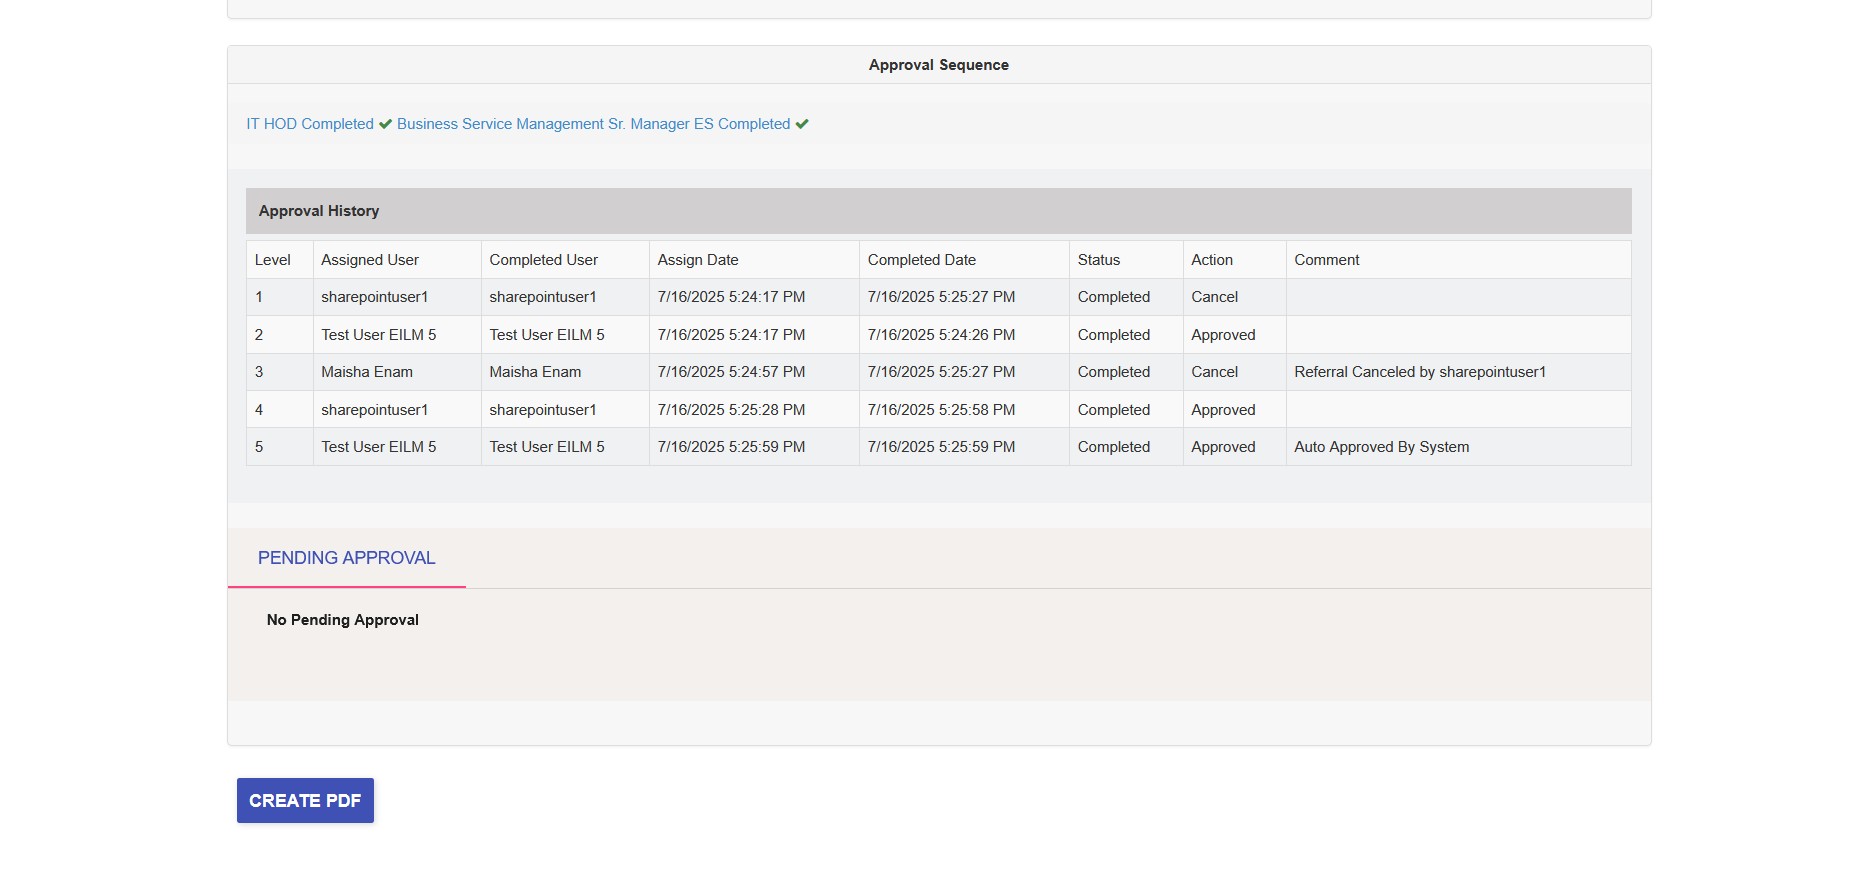 Approval Sequence
IT HOD Completed Business Service Management Sr. Manager ES Completed
Approval History
Level Assigned User Completed User Assign Date Completed Date Status Action Comment
1 sharepointuser1 sharepointuser1 7/16/2025 5:24:17 PM 7/16/2025 5:25:27 PM Completed Cancel
2 Test User EILM 5 Test User EILM 5 7/16/2025 5:24:17 PM 7/16/2025 5:24:26 PM Completed Approved
3 Maisha Enam Maisha Enam 7/16/2025 5:24:57 PM 7/16/2025 5:25:27 PM Completed Cancel Referral Canceled by sharepointuser1
4 sharepointuser1 sharepointuser1 7/16/2025 5:25:28 PM 7/16/2025 5:25:58 PM Completed Approved
5 Test User EILM 5 Test User EILM 5 7/16/2025 5:25:59 PM 7/16/2025 5:25:59 PM Completed Approved Auto Approved By System
PENDING APPROVAL
No Pending Approval
CREATE PDF